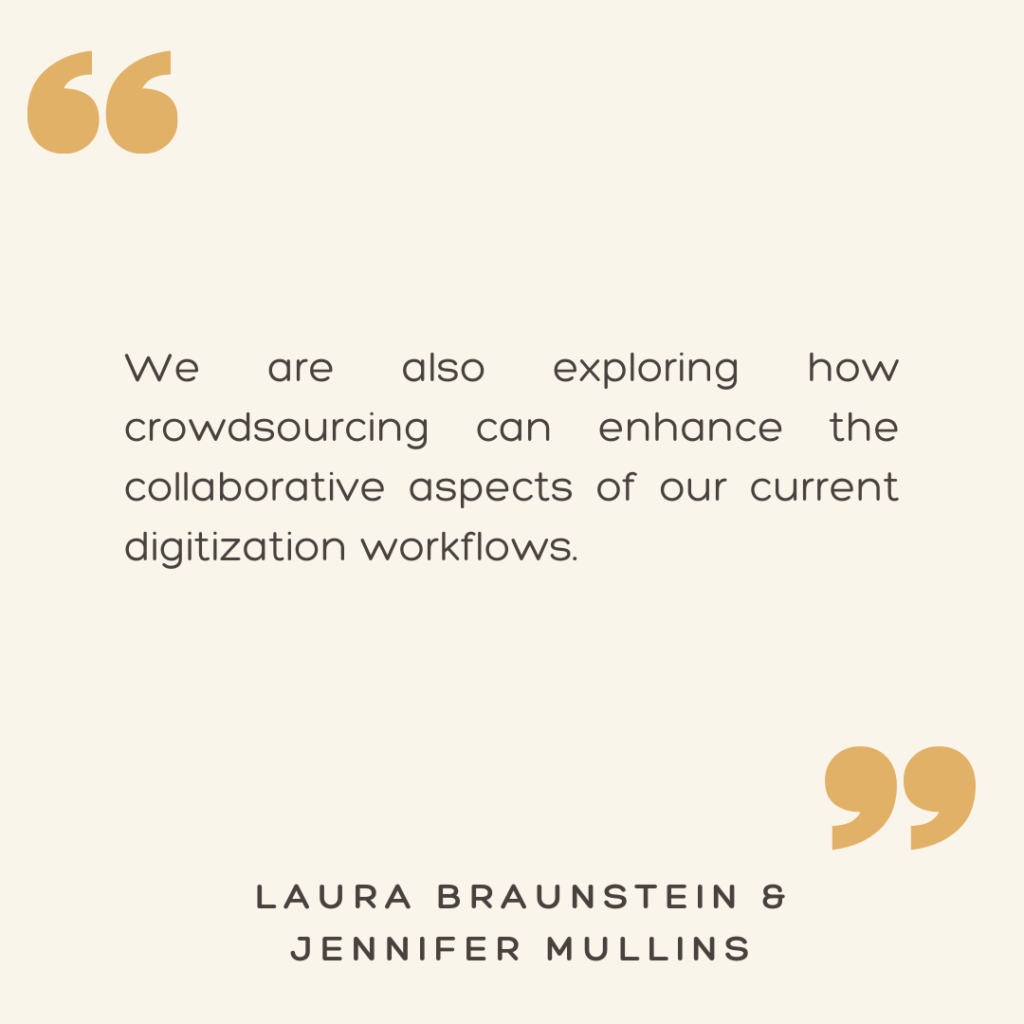 “
We are also exploring how
crowdsourcing can enhance the
collaborative aspects of our current
digitization workflows.
”
LAURA BRAUNSTEIN &
JENNIFER MULLINS